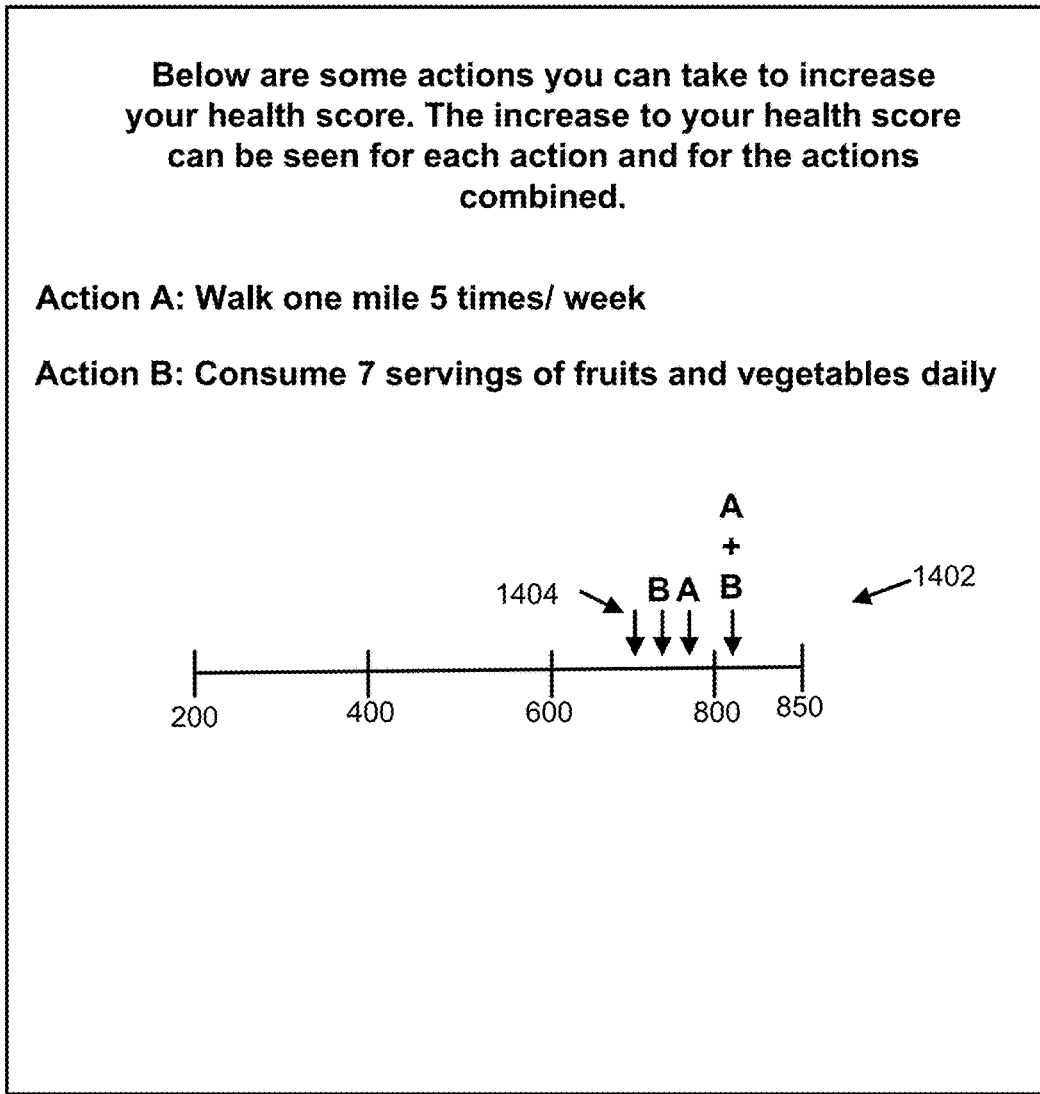 Below are some actions you can take to increase
your health score. The increase to your health score
can be seen for each action and for the actions
combined.
Action A: Walk one mile 5 times/ week
Action B: Consume 7 servings of fruits and vegetables daily
A
+
1404 B A B 1402
200 400 600 800 850